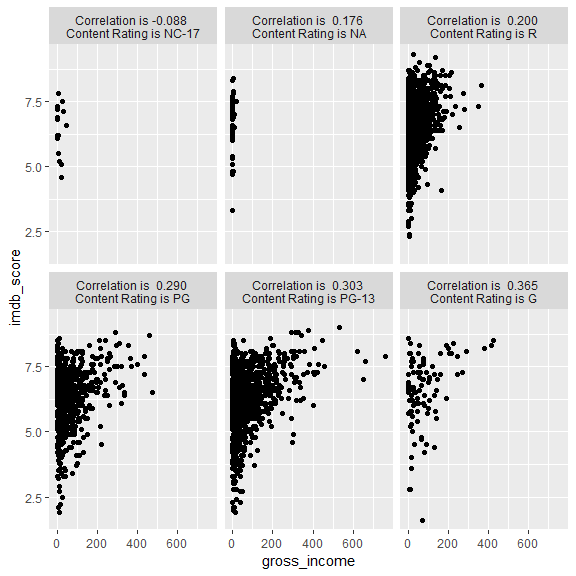 Correlation is -0.088
Content Rating is NC-17
Correlation is  0.176
Content Rating is NA
Correlation is  0.200
Content Rating is R
7.5
5.0
2.5
imdb_score
Correlation is  0.290
Content Rating is PG
Correlation is  0.303
Content Rating is PG-13
Correlation is  0.365
Content Rating is G
7.5
5.0
2.5
0 200 400 600
0 200 400 600
0 200 400 600
gross_income